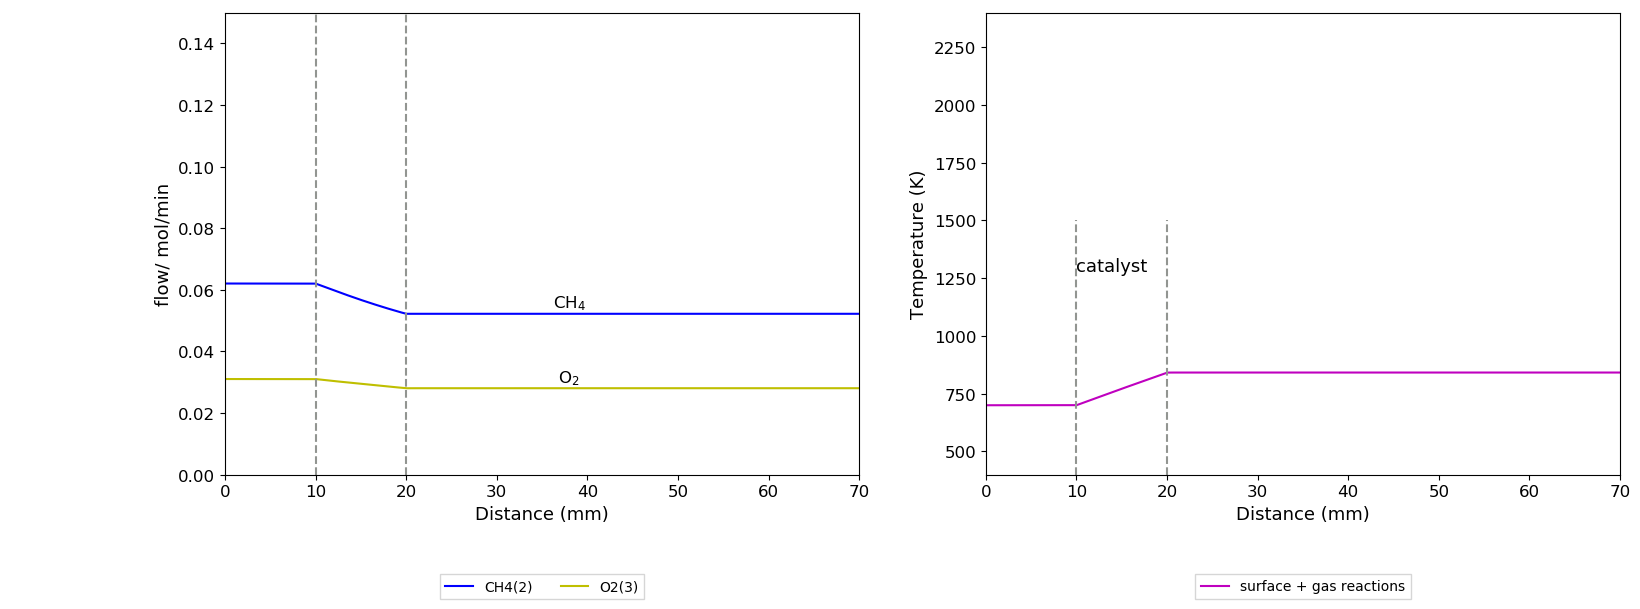 0.14
0.12
0.10
0.08
0.06
0.04
0.02
0.00
flow/ mol/min
CH₄
O₂
0 10 20 30 40 50 60 70
Distance (mm)
CH4(2) O2(3)
2250
2000
1750
1500
1250
1000
750
500
Temperature (K)
catalyst
0 10 20 30 40 50 60 70
Distance (mm)
surface + gas reactions